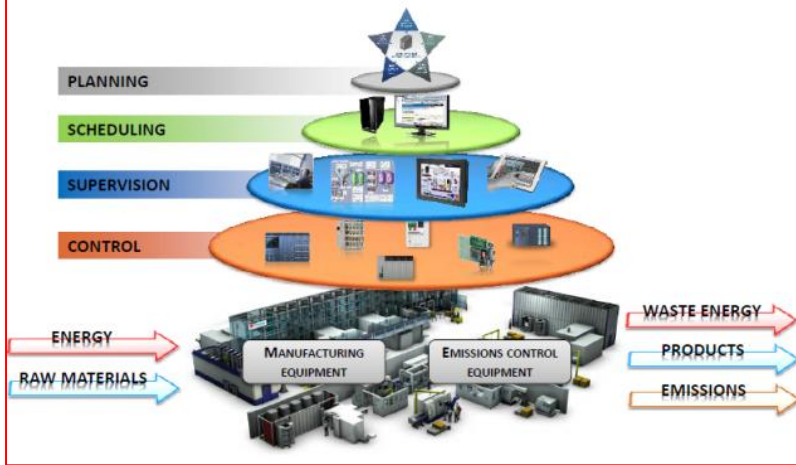 PLANNING
SCHEDULING
SUPERVISION
CONTROL
ENERGY
RAW MATERIALS
MANUFACTURING
EQUIPMENT
EMISSIONS CONTROL
EQUIPMENT
WASTE ENERGY
PRODUCTS
EMISSIONS